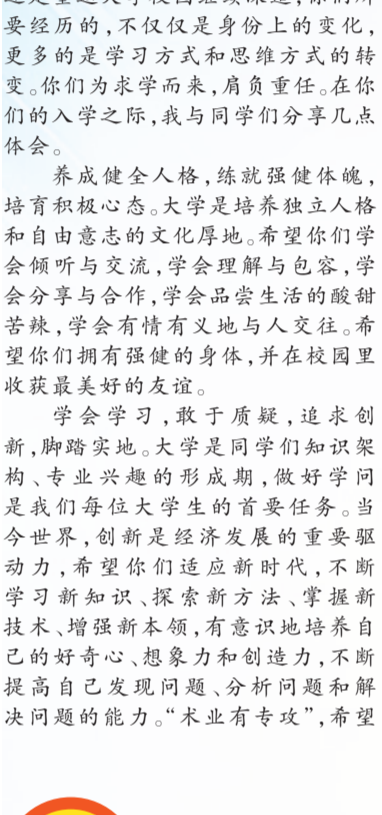 要经历的,不仅仅是身份上的变化,
更多的是学习方式和思维方式的转
变。你们为求学而来,肩负重任。在你
们的入学之际,我与同学们分享几点
体会。
养成健全人格,练就强健体魄,
培育积极心态。大学是培养独立人格
和自由意志的文化厚地。希望你们学
会倾听与交流,学会理解与包容,学
会分享与合作,学会品尝生活的酸甜
苦辣,学会有情有义地与人交往。希
望你们拥有强健的身体,并在校园里
收获最美好的友谊。
学会学习,敢于质疑,追求创
新,脚踏实地。大学是同学们知识架
构、专业兴趣的形成期,做好学问
是我们每位大学生的首要任务。当
今世界,创新是经济发展的重要驱
动力,希望你们适应新时代,不断
学习新知识、探索新方法、掌握新
技术、增强新本领,有意识地培养自
己的好奇心、想象力和创造力,不断
提高自己发现问题、分析问题和解
决问题的能力。“术业有专攻”,希望